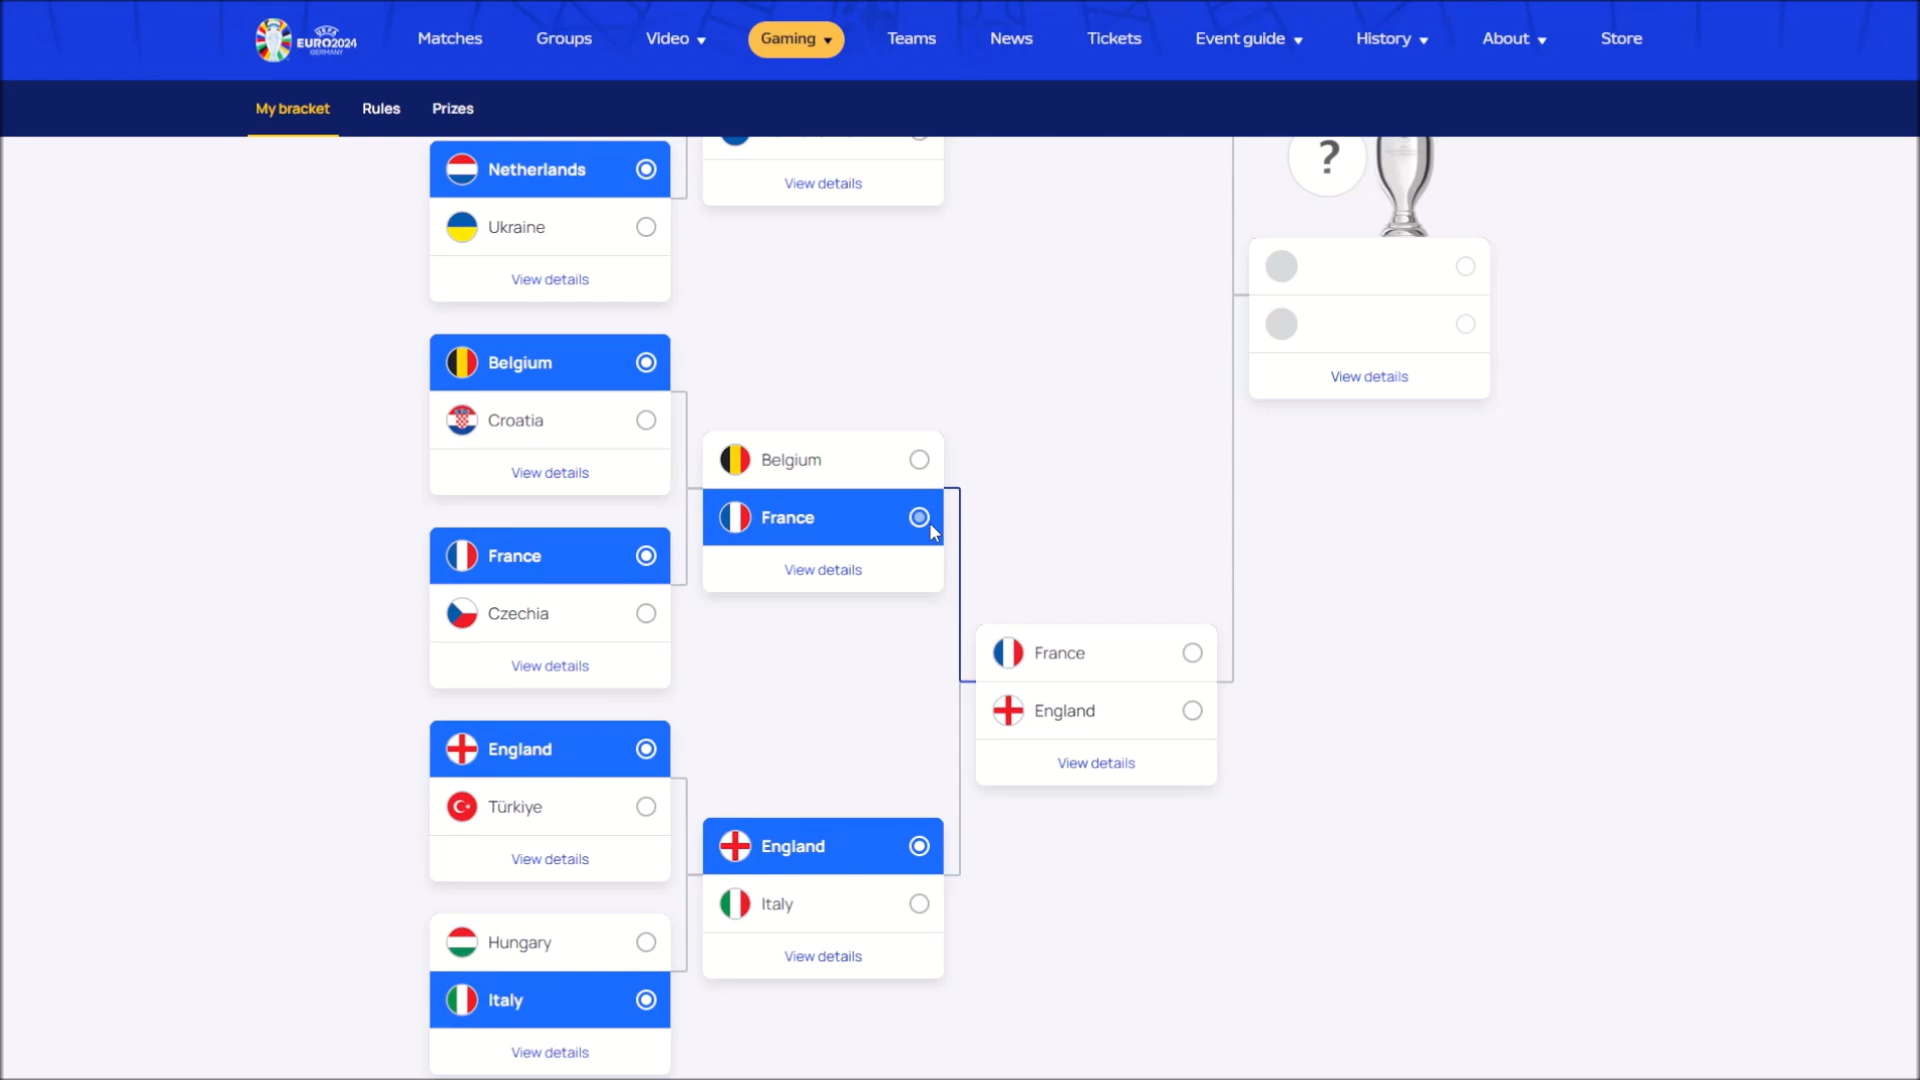 UEFA
EURO2024
GERMANY
Matches
Groups
Video
Gaming
Teams
News
Tickets
Event guide
History
About
Store
My bracket
Rules
Prizes
Netherlands
Ukraine
View details
Belgium
Croatia
View details
France
Czechia
View details
England
Türkiye
View details
Hungary
Italy
View details
View details
Belgium
France
View details
England
Italy
View details
France
England
View details
?
View details